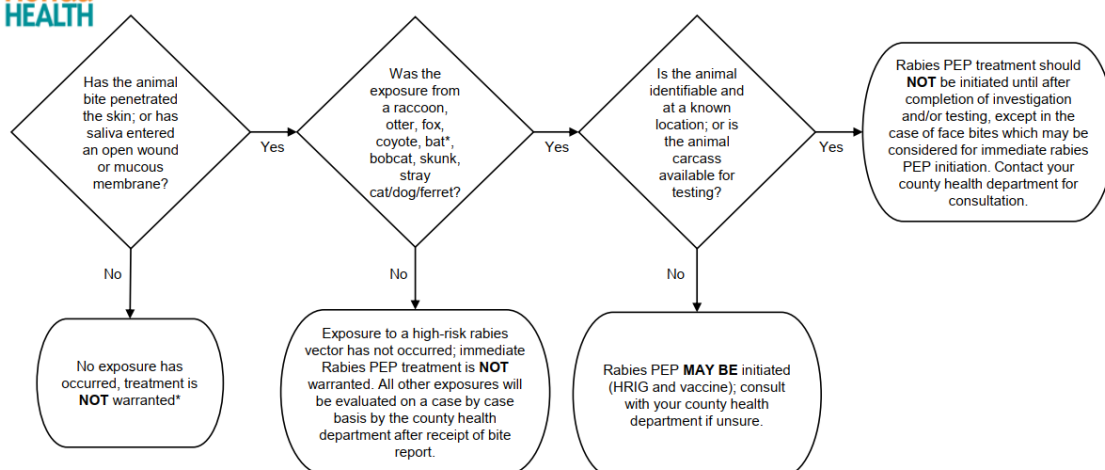 HEALTH
Has the animal
bite penetrated
the skin; or has
saliva entered
an open wound
or mucous
membrane?
Yes
Was the
exposure from
a raccoon,
otter, fox,
coyote, bat*,
bobcat, skunk,
stray
cat/dog/ferret?
Yes
Is the animal
identifiable and
at a known
location; or is
the animal
carcass
available for
testing?
Yes
Rabies PEP treatment should
NOT be initiated until after
completion of investigation
and/or testing, except in the
case of face bites which may be
considered for immediate rabies
PEP initiation. Contact your
county health department for
consultation.
No
No
No
No exposure has
occurred, treatment is
NOT warranted*
Exposure to a high-risk rabies
vector has not occurred; immediate
Rabies PEP treatment is NOT
warranted. All other exposures will
be evaluated on a case by case
basis by the county health
department after receipt of bite
report.
Rabies PEP MAY BE initiated
(HRIG and vaccine); consult
with your county health
department if unsure.